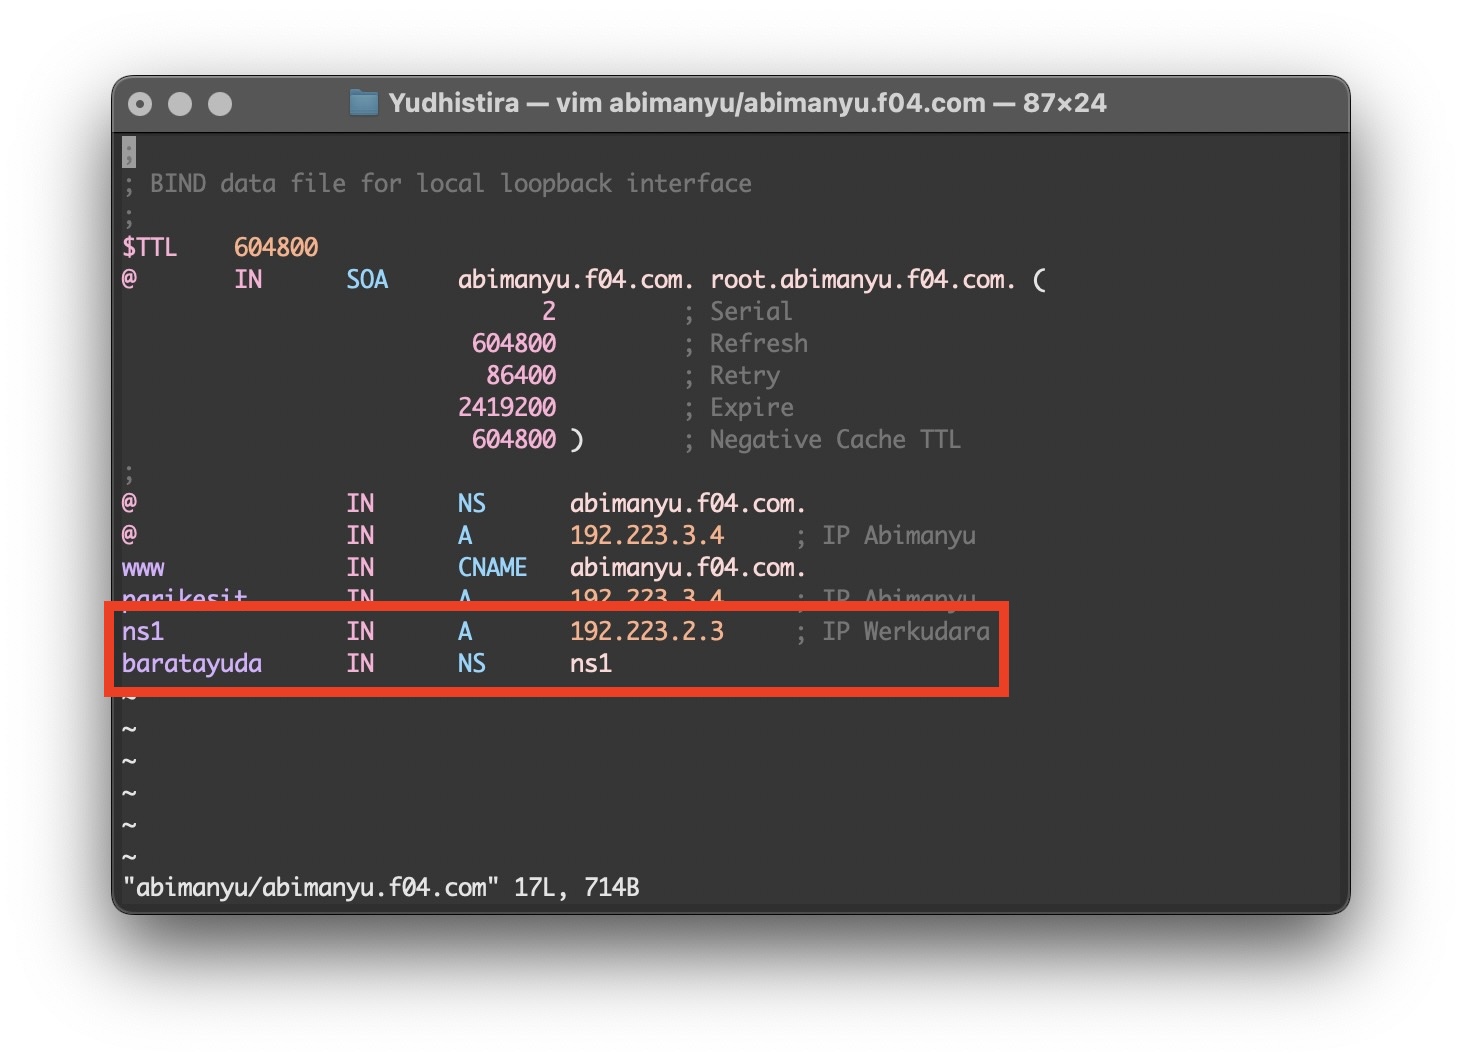 Yudhistira — vim abimanyu/abimanyu.f04.com — 87×24
;
; BIND data file for local loopback interface
;
$TTL 604800
@ IN SOA abimanyu.f04.com. root.abimanyu.f04.com. (
2 ; Serial
604800 ; Refresh
86400 ; Retry
2419200 ; Expire
604800 ) ; Negative Cache TTL
;
@ IN NS abimanyu.f04.com.
@ IN A 192.223.3.4 ; IP Abimanyu
www IN CNAME abimanyu.f04.com.
parikesit IN A 192.223.3.4 ; IP Abimanyu
ns1 IN A 192.223.2.3 ; IP Werkudara
baratayuda IN NS ns1
~
~
~
~
~
~
"abimanyu/abimanyu.f04.com" 17L, 714B